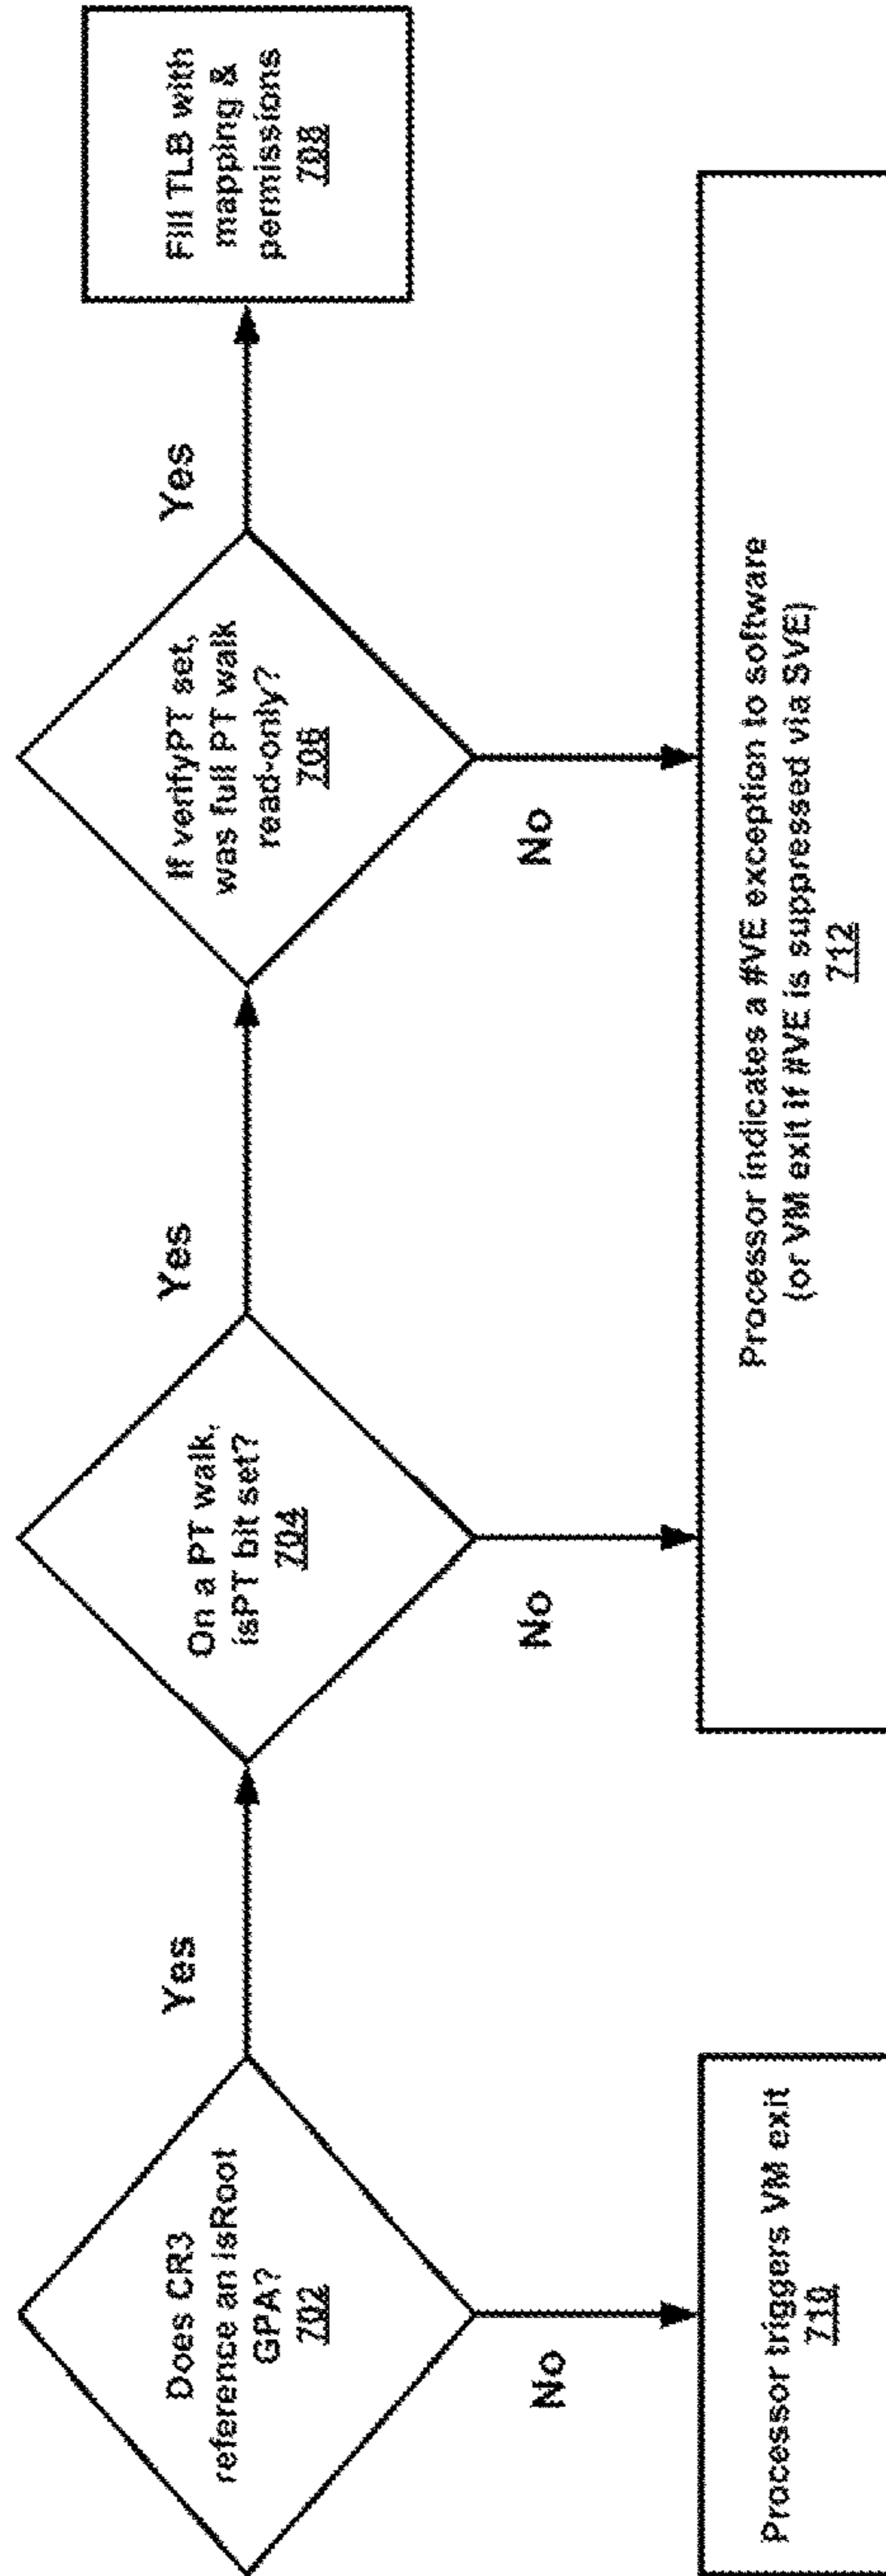 Does CR3
reference an isRoot
GPA?
702
Yes
On a PT walk,
isPT bit set?
704
Yes
If verifyPT set,
was full PT walk
read-only?
706
Yes
Fill TLB with
mapping &
permissions
708
No
No
No
Processor triggers VM exit
710
Processor indicates a #VE exception to software
(or VM exit if #VE is suppressed via SVE)
712